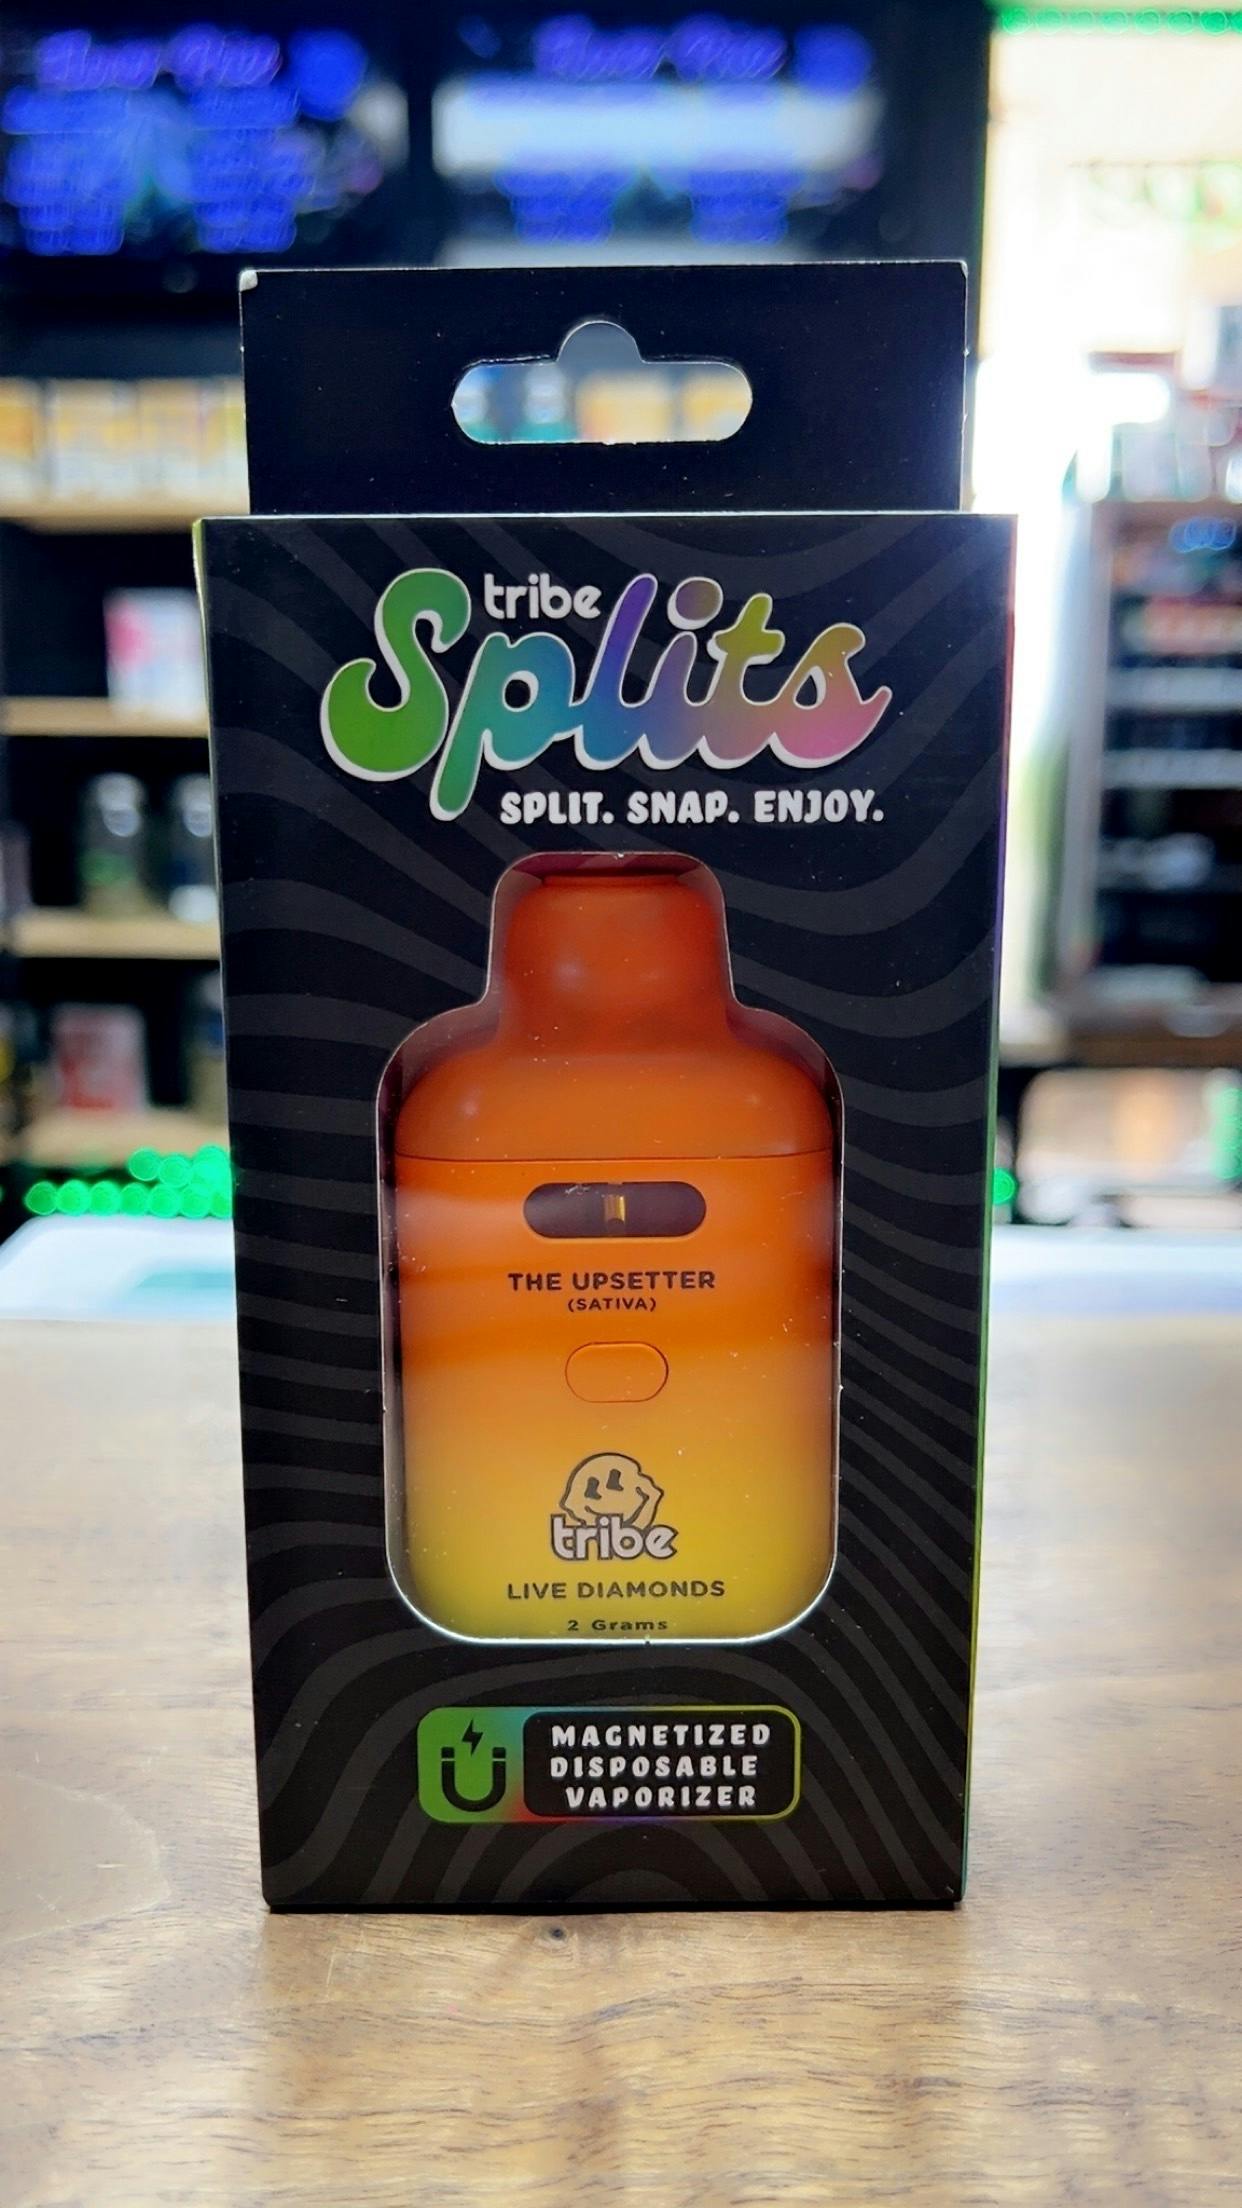 tribe
Splits
SPLIT. SNAP. ENJOY.
THE UPSETTER
(SATIVA)
tribe
LIVE DIAMONDS
2 Grams
MAGNETIZED
DISPOSABLE
VAPORIZER